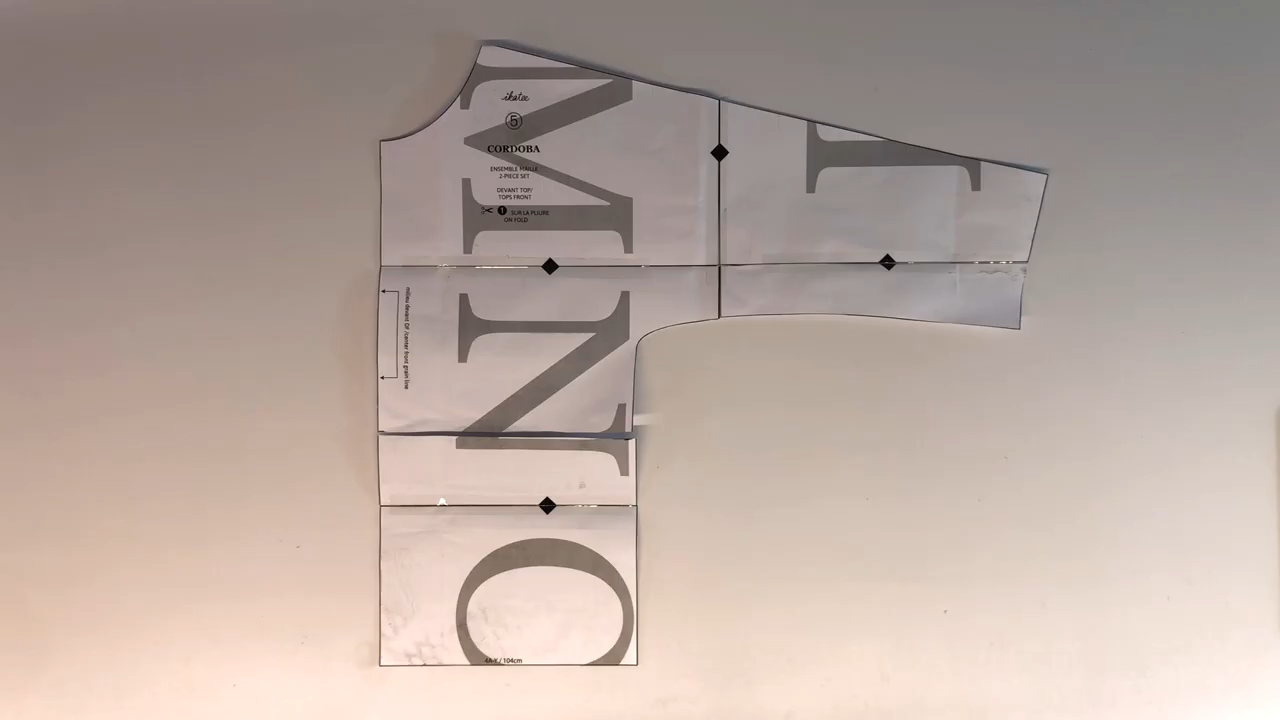 ikatee
5
CORDOBA
ENSEMBLE MAILLE
2-PIECE SET
DEVANT TOP/
TOPS FRONT
1 SUR LA PLIURE
ON FOLD
milieu devant DF /center front grain line
M
I
N
O
4A-Y / 104cm